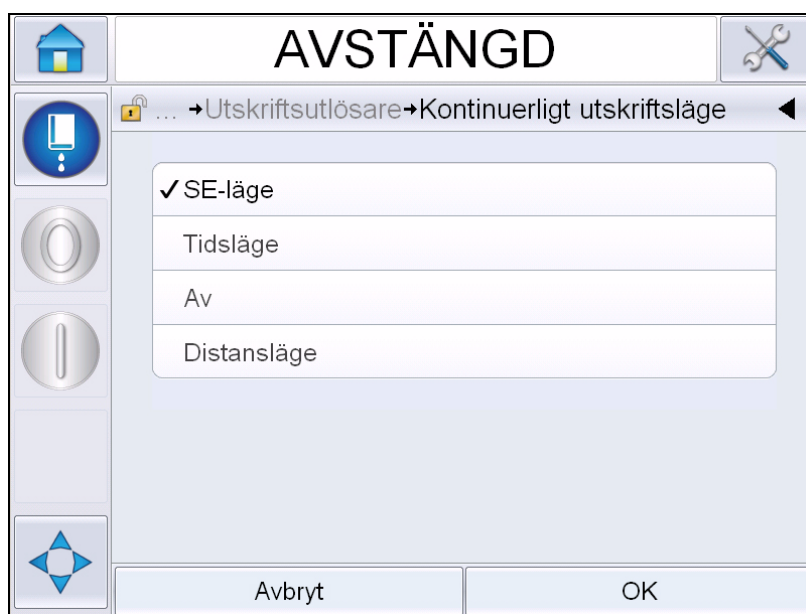 AVSTÄNGD
... →Utskriftsutlösare→Kontinuerligt utskriftsläge
✓SE-läge
Tidsläge
Av
Distansläge
Avbryt
OK